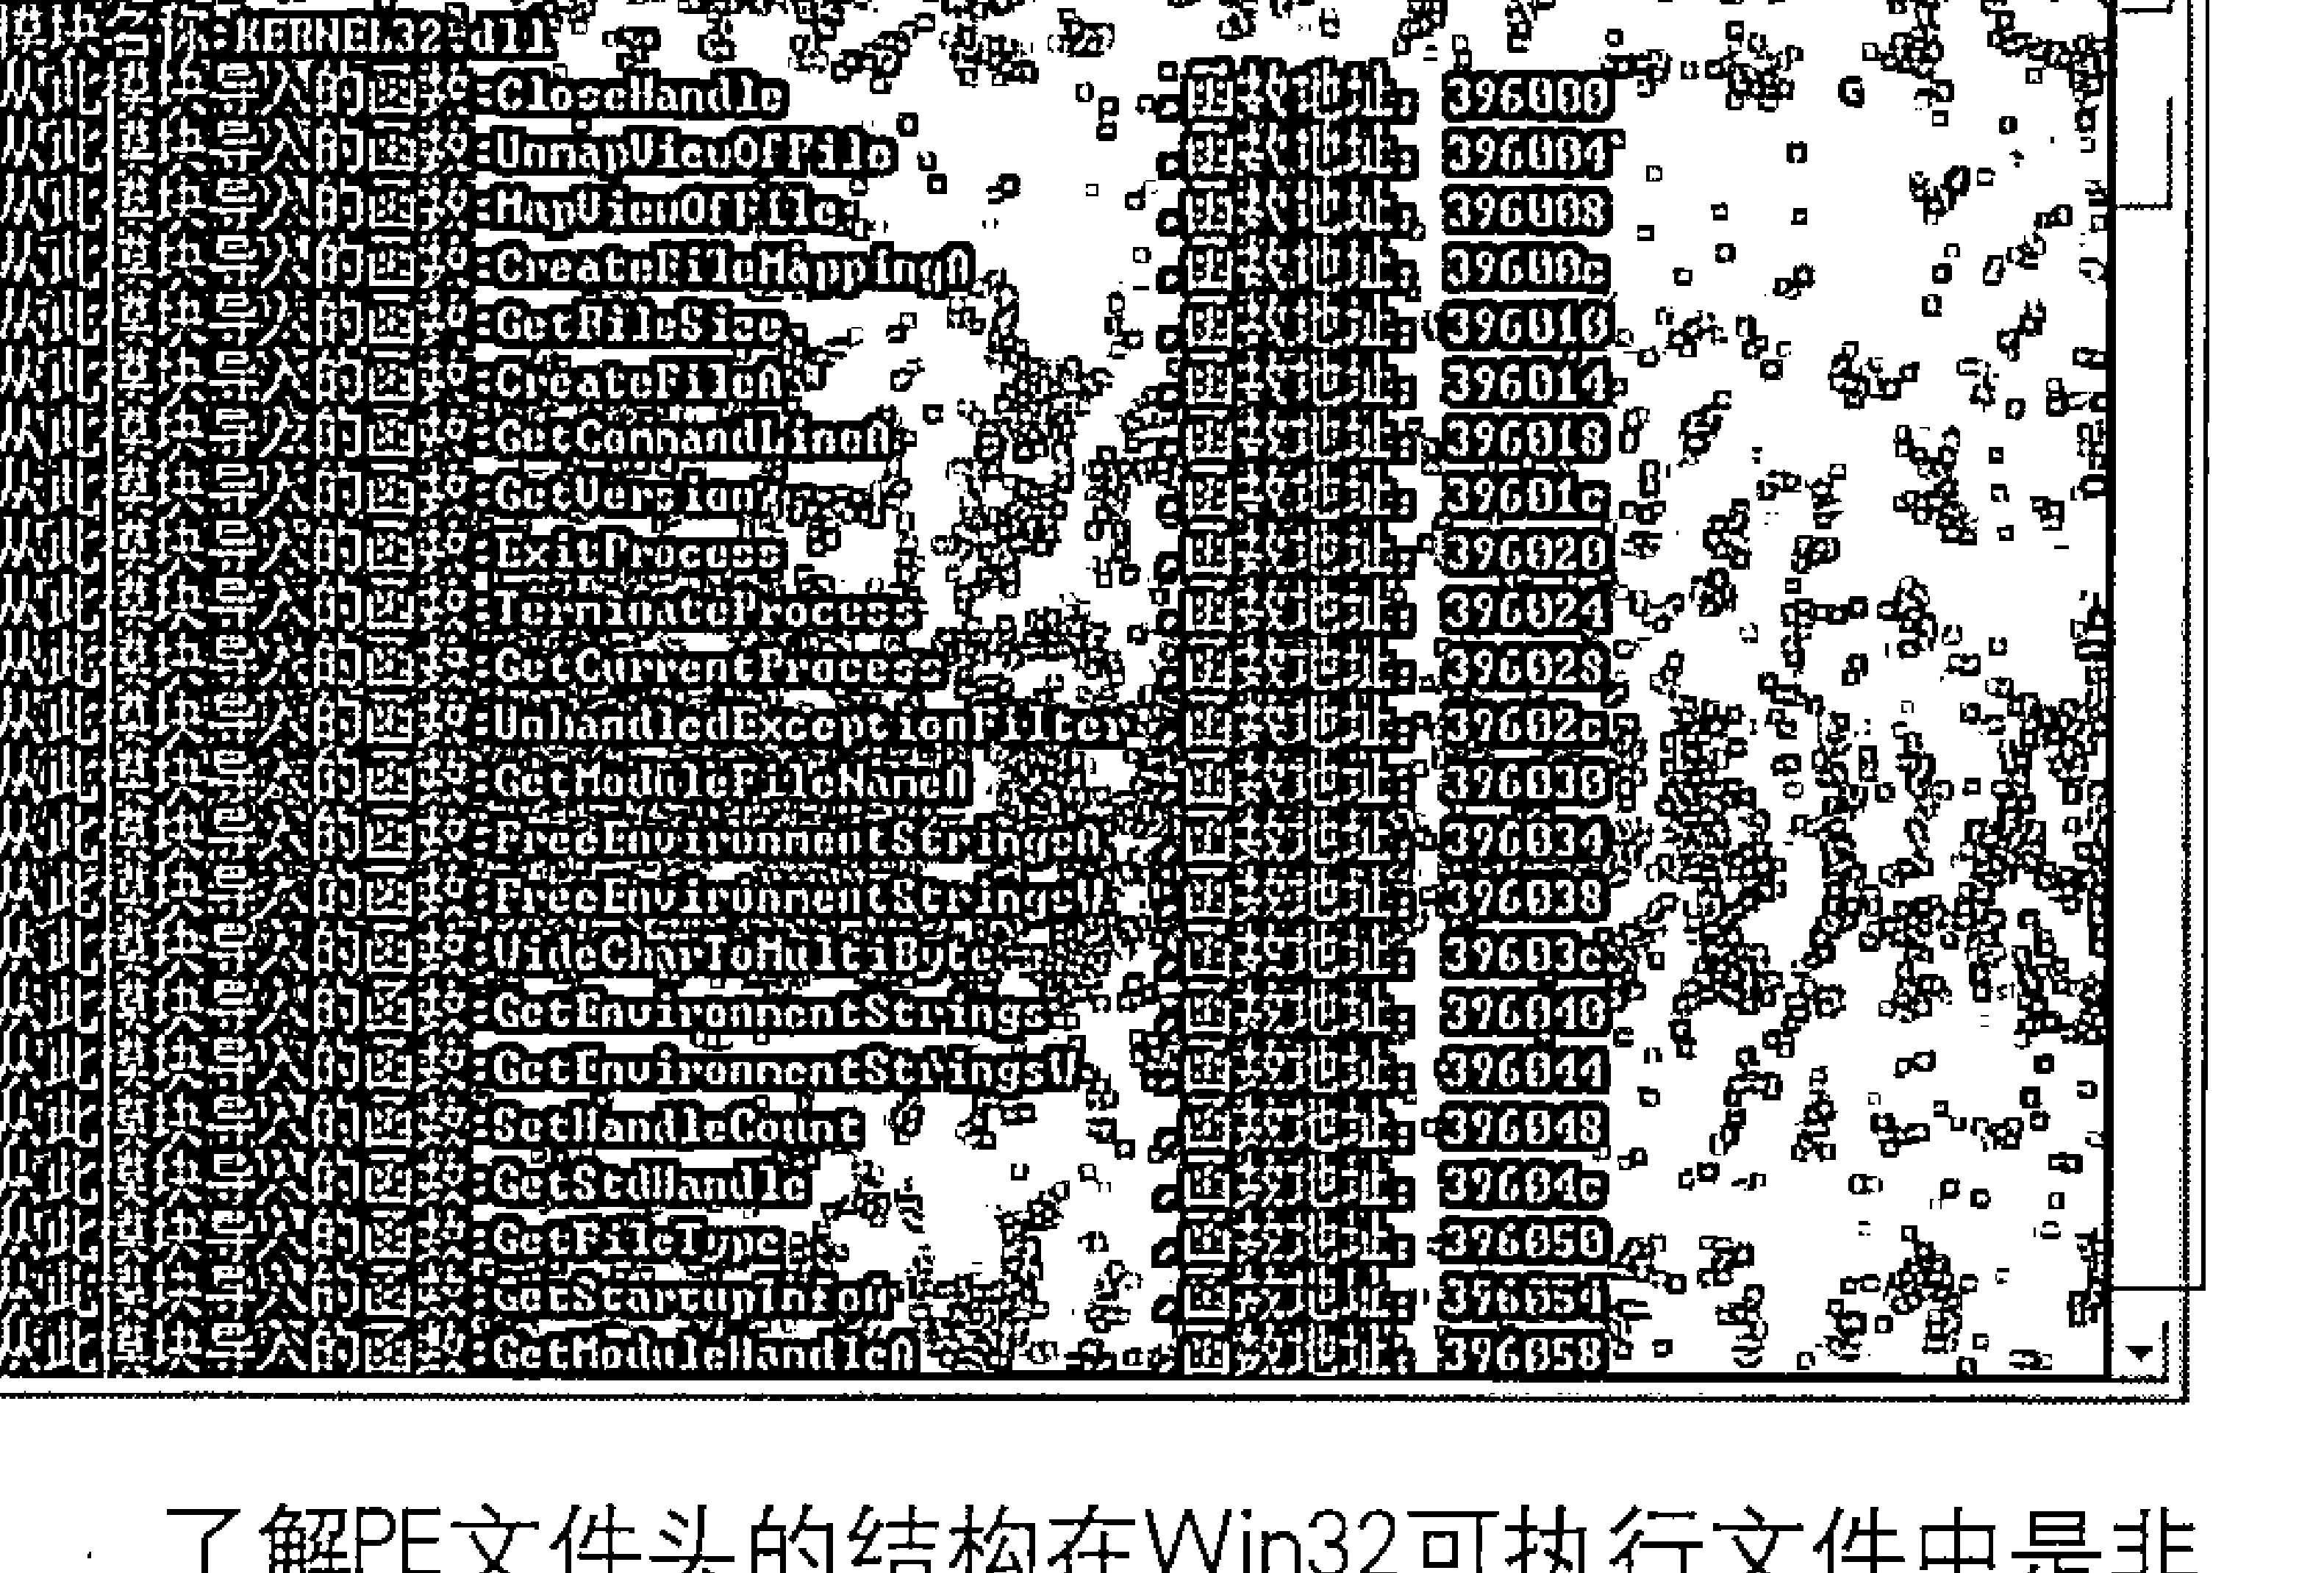 模块名称:KERNEL32.dll
从此模块导入的函数:CloseHandle 函数地址: 396000
从此模块导入的函数:UnmapViewOfFile 函数地址: 396004
从此模块导入的函数:MapViewOfFile 函数地址: 396008
从此模块导入的函数:CreateFileMappingA 函数地址: 39600c
从此模块导入的函数:GetFileSize 函数地址: 396010
从此模块导入的函数:CreateFileA 函数地址: 396014
从此模块导入的函数:GetCommandLineA 函数地址: 396018
从此模块导入的函数:GetVersion 函数地址: 39601c
从此模块导入的函数:ExitProcess 函数地址: 396020
从此模块导入的函数:TerminateProcess 函数地址: 396024
从此模块导入的函数:GetCurrentProcess 函数地址: 396028
从此模块导入的函数:UnhandledExceptionFilter 函数地址: 39602c
从此模块导入的函数:GetModuleFileNameA 函数地址: 396030
从此模块导入的函数:FreeEnvironmentStringsA 函数地址: 396034
从此模块导入的函数:FreeEnvironmentStringsW 函数地址: 396038
从此模块导入的函数:WideCharToMultiByte 函数地址: 39603c
从此模块导入的函数:GetEnvironmentStrings 函数地址: 396040
从此模块导入的函数:GetEnvironmentStringsW 函数地址: 396044
从此模块导入的函数:SetHandleCount 函数地址: 396048
从此模块导入的函数:GetStdHandle 函数地址: 39604c
从此模块导入的函数:GetFileType 函数地址: 396050
从此模块导入的函数:GetStartupInfoA 函数地址: 396054
从此模块导入的函数:GetModuleHandleA 函数地址: 396058
了解PE文件头的结构在Win32可执行文件中是非